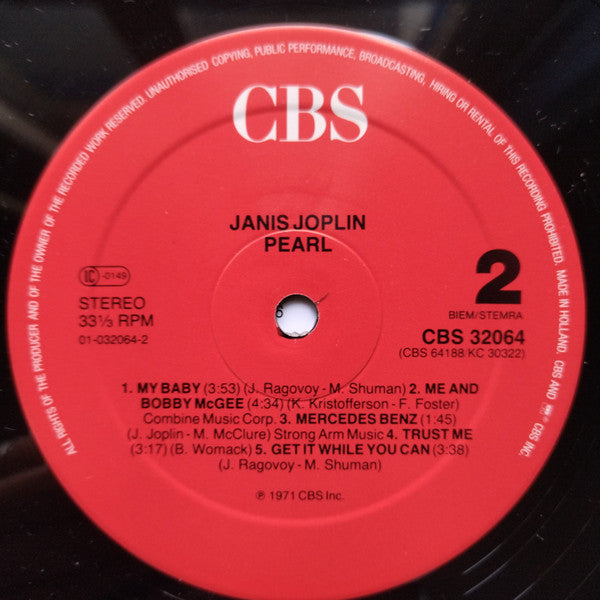 ALL RIGHTS OF THE PRODUCER AND OF THE OWNER OF THE RECORDED WORK RESERVED. UNAUTHORISED COPYING, PUBLIC PERFORMANCE, BROADCASTING, HIRING OR RENTAL OF THIS RECORDING PROHIBITED. MADE IN HOLLAND. CBS AND CBS INC.
CBS
JANIS JOPLIN
PEARL
IC -0149
STEREO
33⅓ RPM
01-032064-2
2
BIEM/STEMRA
CBS 32064
(CBS 64188 KC 30322)
1. MY BABY (3:53) (J. Ragovoy - M. Shuman) 2. ME AND
BOBBY McGEE (4:34) (K. Kristofferson - F. Foster)
Combine Music Corp. 3. MERCEDES BENZ (1:45)
(J. Joplin - M. McClure) Strong Arm Music 4. TRUST ME
(3:17) (B. Womack) 5. GET IT WHILE YOU CAN (3:38)
(J. Ragovoy - M. Shuman)
℗ 1971 CBS Inc.